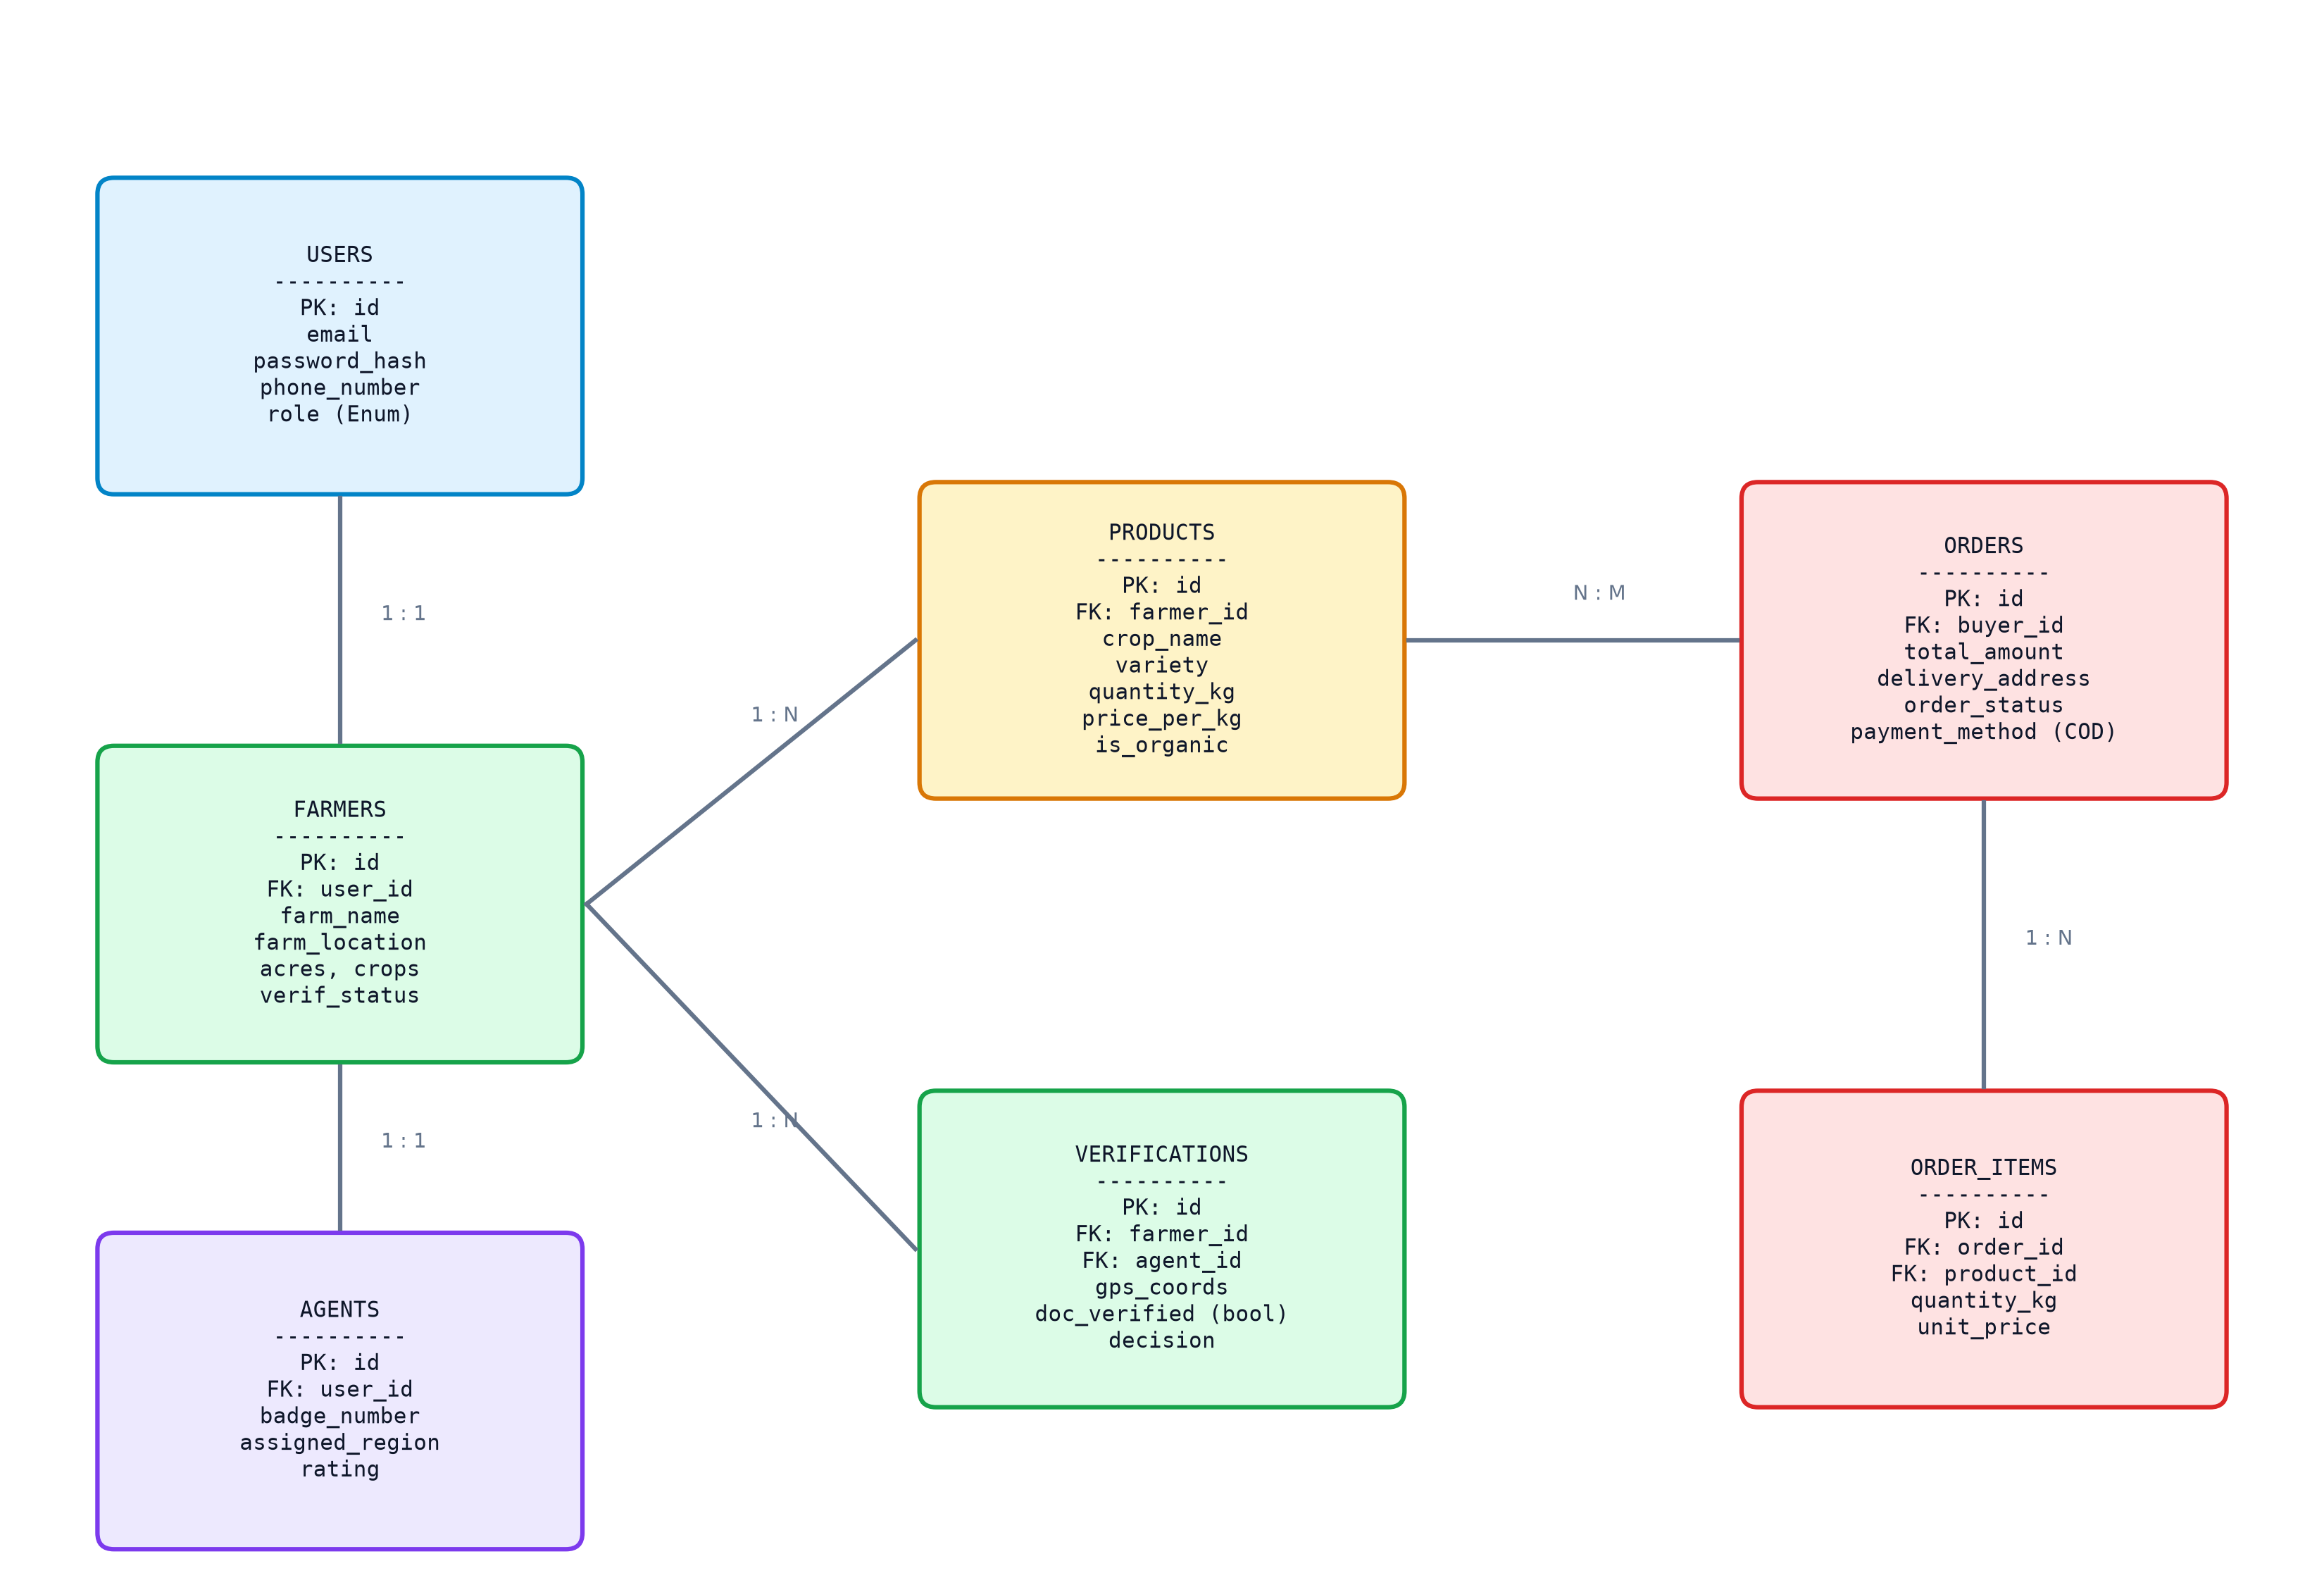 USERS
----------
PK: id
email
password_hash
phone_number
role (Enum)
1 : 1
FARMERS
----------
PK: id
FK: user_id
farm_name
farm_location
acres, crops
verif_status
1 : 1
AGENTS
----------
PK: id
FK: user_id
badge_number
assigned_region
rating
1 : N
PRODUCTS
----------
PK: id
FK: farmer_id
crop_name
variety
quantity_kg
price_per_kg
is_organic
1 : N
VERIFICATIONS
----------
PK: id
FK: farmer_id
FK: agent_id
gps_coords
doc_verified (bool)
decision
N : M
ORDERS
----------
PK: id
FK: buyer_id
total_amount
delivery_address
order_status
payment_method (COD)
1 : N
ORDER_ITEMS
----------
PK: id
FK: order_id
FK: product_id
quantity_kg
unit_price